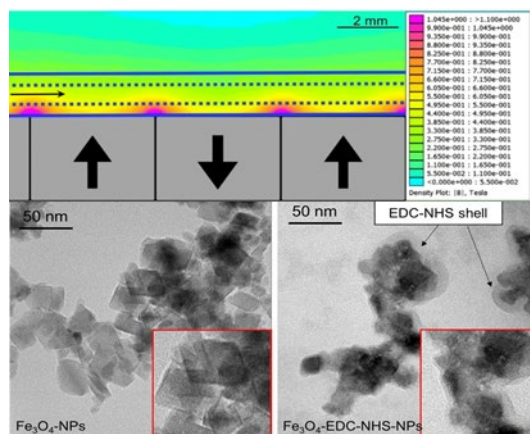 2 mm
1.045e+000 : >1.100e+000
9.900e-001 : 1.045e+000
9.350e-001 : 9.900e-001
8.800e-001 : 9.350e-001
8.250e-001 : 8.800e-001
7.700e-001 : 8.250e-001
7.150e-001 : 7.700e-001
6.600e-001 : 7.150e-001
6.050e-001 : 6.600e-001
5.500e-001 : 6.050e-001
4.950e-001 : 5.500e-001
4.400e-001 : 4.950e-001
3.850e-001 : 4.400e-001
3.300e-001 : 3.850e-001
2.750e-001 : 3.300e-001
2.200e-001 : 2.750e-001
1.650e-001 : 2.200e-001
1.100e-001 : 1.650e-001
5.500e-002 : 1.100e-001
<0.000e+000 : 5.500e-002
Density Plot: |B|, Tesla
50 nm
Fe₃O₄-NPs
50 nm
EDC-NHS shell
Fe₃O₄-EDC-NHS-NPs